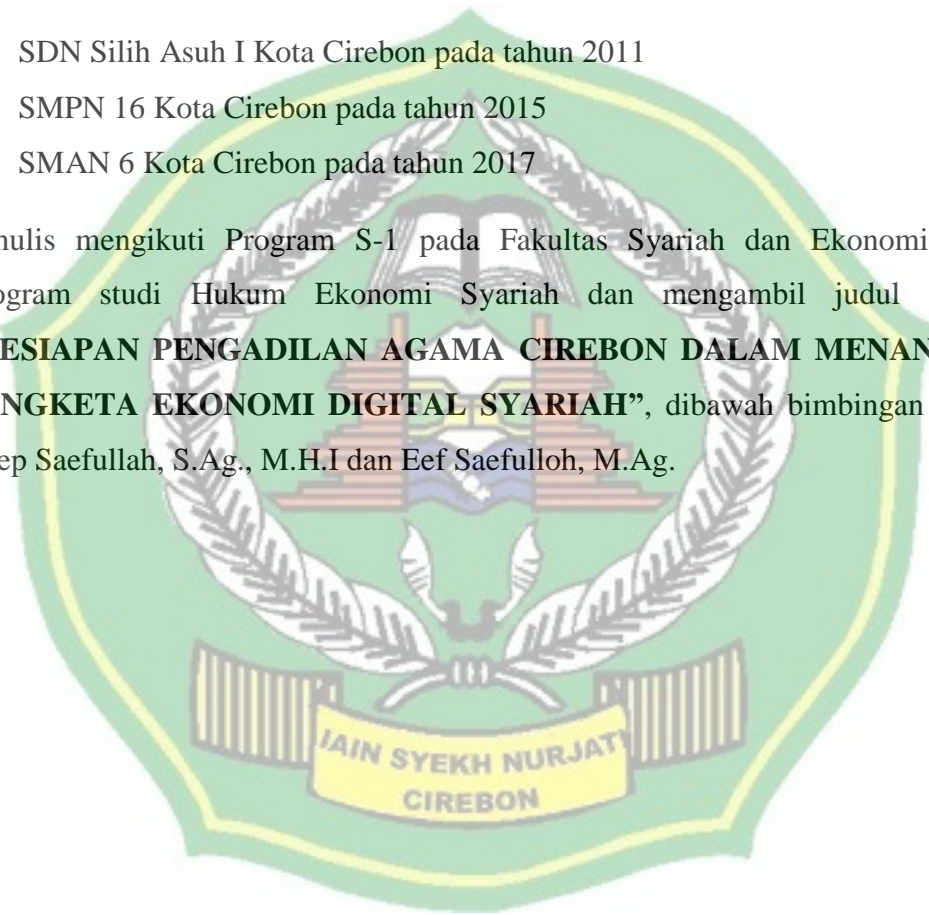 SDN Silih Asuh I Kota Cirebon pada tahun 2011
SMPN 16 Kota Cirebon pada tahun 2015
SMAN 6 Kota Cirebon pada tahun 2017
nulis mengikuti Program S-1 pada Fakultas Syariah dan Ekonomi
ogram studi Hukum Ekonomi Syariah dan mengambil judul
ESIAPAN PENGADILAN AGAMA CIREBON DALAM MENAN
NGKETA EKONOMI DIGITAL SYARIAH”, dibawah bimbingan
ep Saefullah, S.Ag., M.H.I dan Eef Saefulloh, M.Ag.
IAIN SYEKH NURJATI
CIREBON